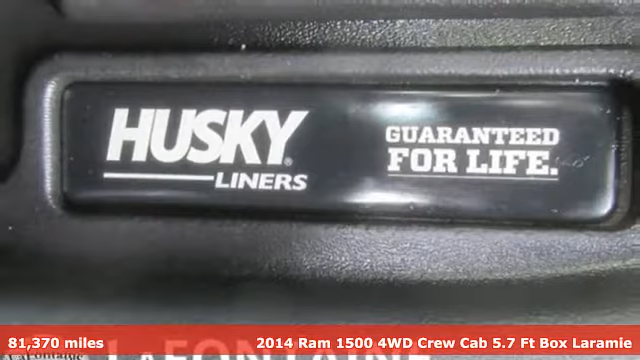 HUSKY®
LINERS
GUARANTEED
FOR LIFE.
81,370 miles
2014 Ram 1500 4WD Crew Cab 5.7 Ft Box Laramie